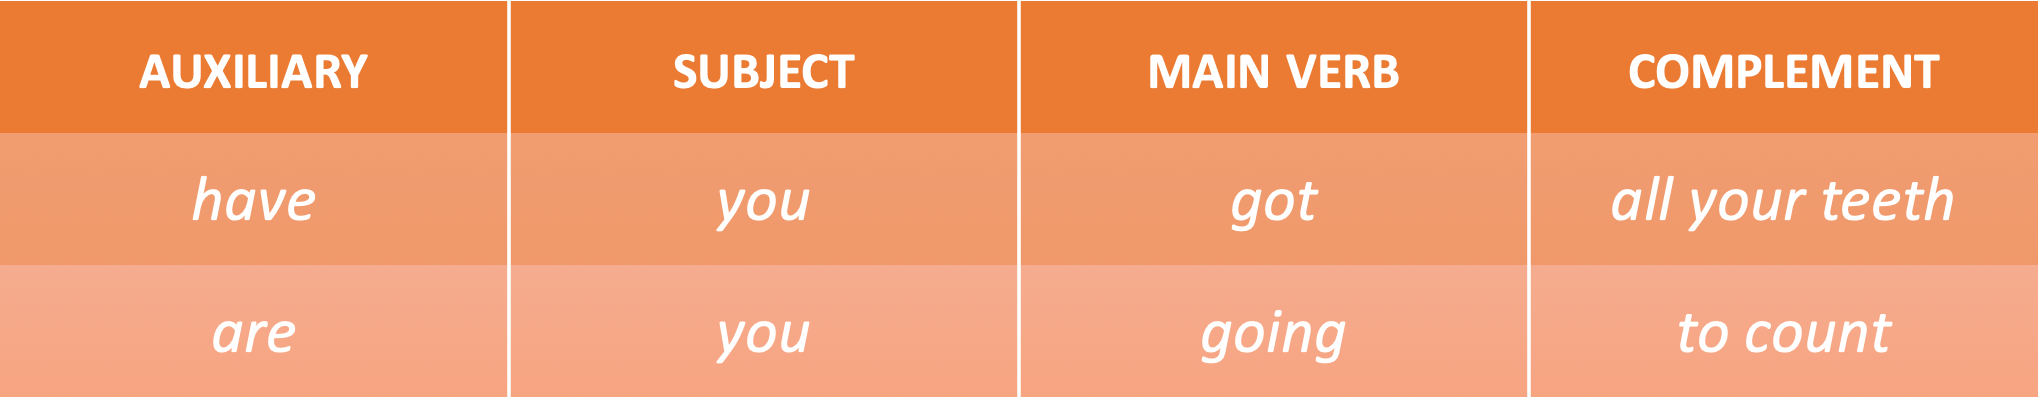 AUXILIARY SUBJECT MAIN VERB COMPLEMENT
have you got all your teeth
are you going to count